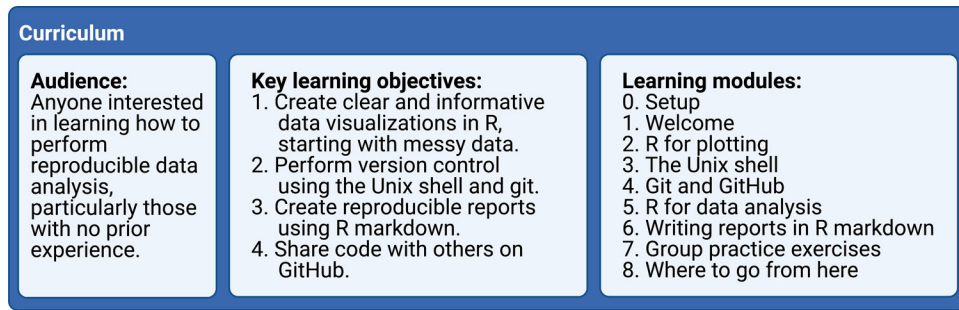 Curriculum
Audience:
Anyone interested
in learning how to
perform
reproducible data
analysis,
particularly those
with no prior
experience.
Key learning objectives:
1. Create clear and informative
data visualizations in R,
starting with messy data.
2. Perform version control
using the Unix shell and git.
3. Create reproducible reports
using R markdown.
4. Share code with others on
GitHub.
Learning modules:
0. Setup
1. Welcome
2. R for plotting
3. The Unix shell
4. Git and GitHub
5. R for data analysis
6. Writing reports in R markdown
7. Group practice exercises
8. Where to go from here